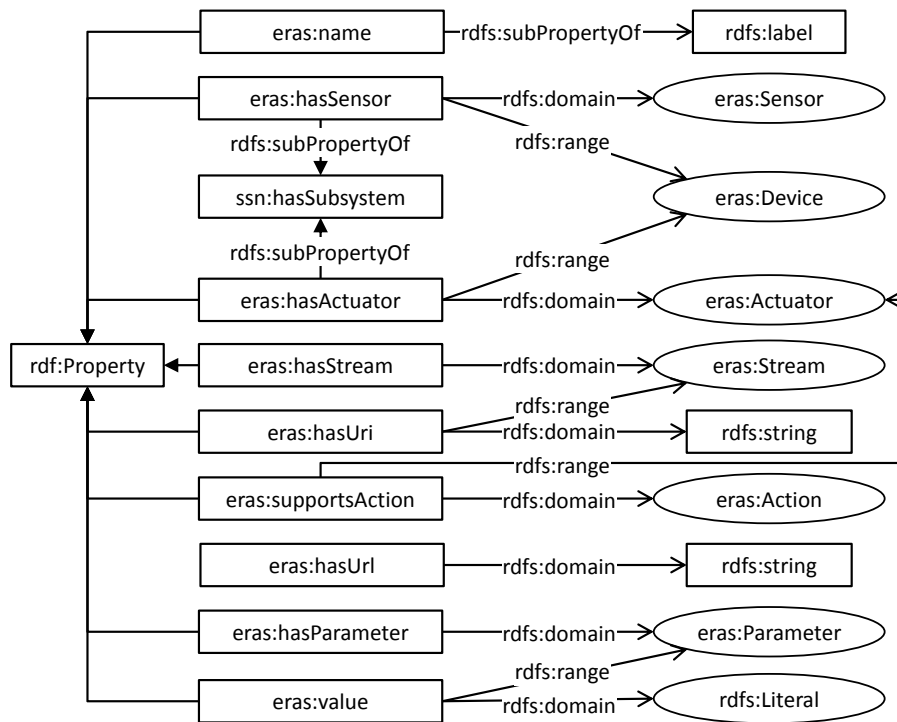 eras:name rdfs:subPropertyOf rdfs:label
eras:hasSensor rdfs:domain eras:Sensor
rdfs:subPropertyOf rdfs:range
ssn:hasSubsystem eras:Device
rdfs:subPropertyOf rdfs:range
eras:hasActuator rdfs:domain eras:Actuator
rdf:Property eras:hasStream rdfs:domain eras:Stream
rdfs:range
eras:hasUri rdfs:domain rdfs:string
rdfs:range
eras:supportsAction rdfs:domain eras:Action
eras:hasUrl rdfs:domain rdfs:string
eras:hasParameter rdfs:domain eras:Parameter
rdfs:range
eras:value rdfs:domain rdfs:Literal